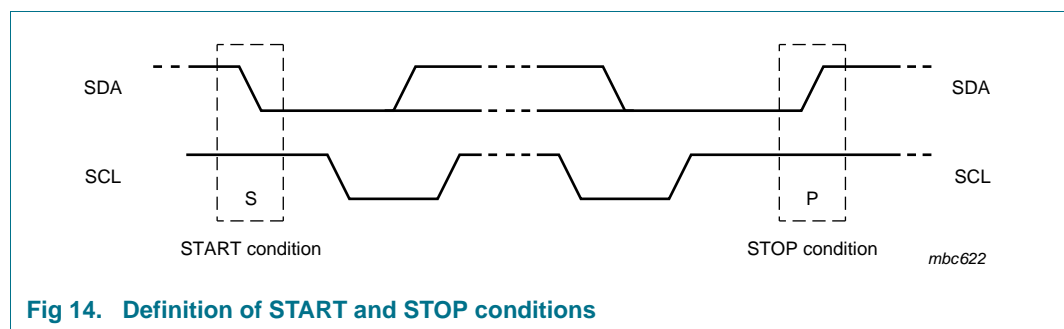 SDA
SDA
SCL
SCL
S
P
START condition
STOP condition
mbc622
Fig 14. Definition of START and STOP conditions